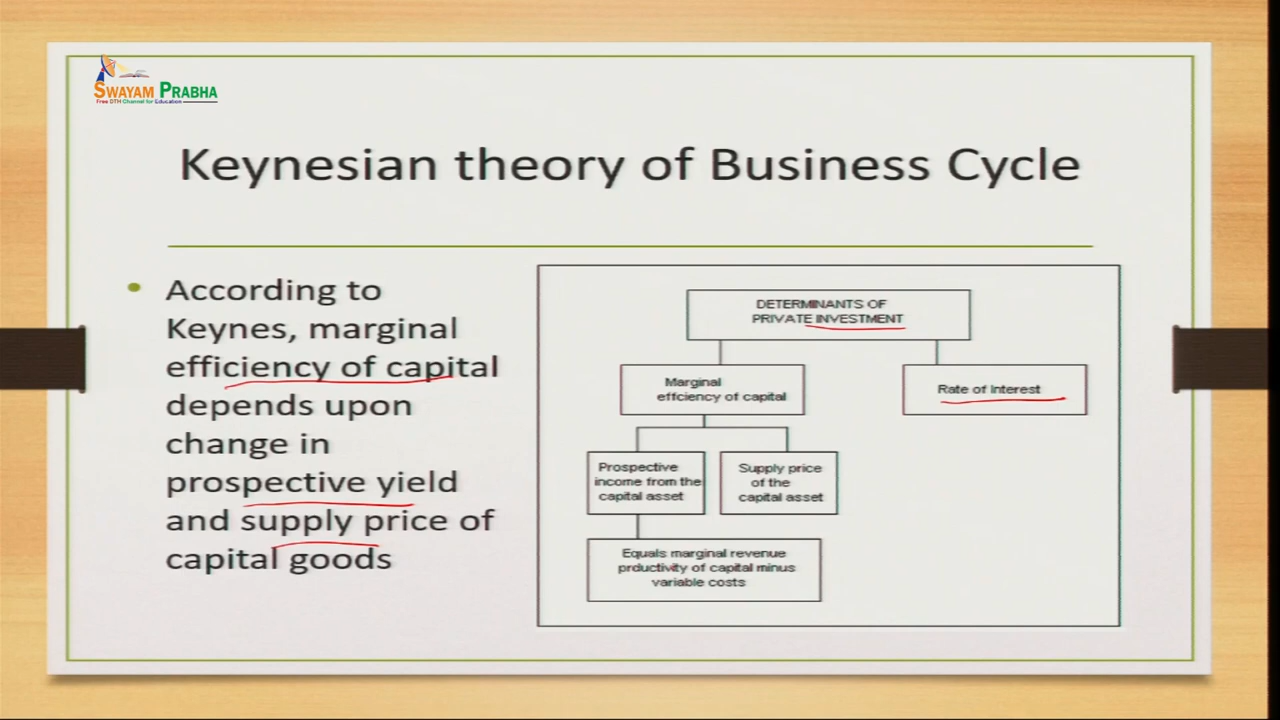 SWAYAM PRABHA
Free DTH Channel for Education
Keynesian theory of Business Cycle
• According to
Keynes, marginal
efficiency of capital
depends upon
change in
prospective yield
and supply price of
capital goods
DETERMINANTS OF
PRIVATE INVESTMENT
Marginal
effciency of capital
Rate of Interest
Prospective
income from the
capital asset
Supply price
of the
capital asset
Equals marginal revenue
prductivity of capital minus
variable costs